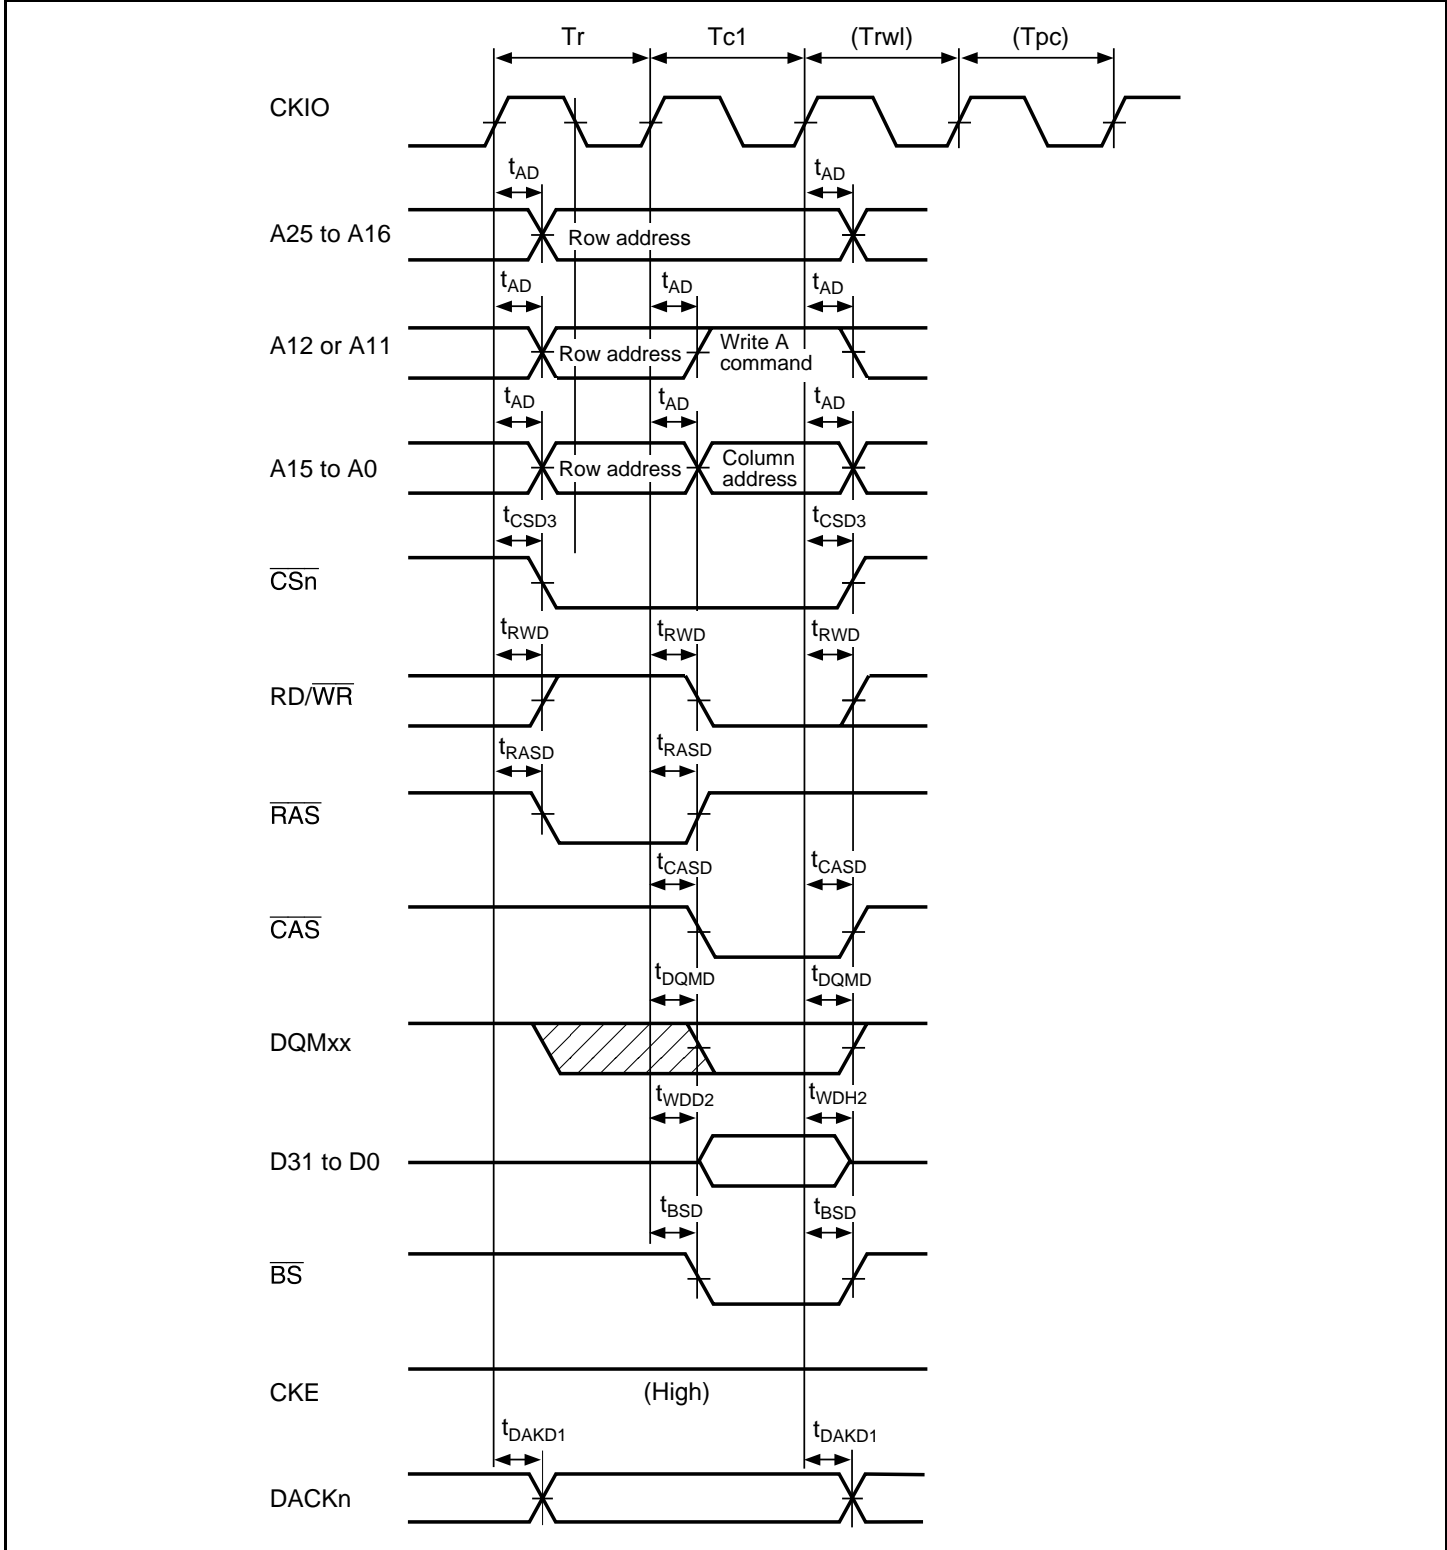 Tr Tc1 (Trwl) (Tpc)
CKIO
tAD tAD
A25 to A16 Row address
tAD tAD tAD
A12 or A11 Row address Write A command
tAD tAD tAD
A15 to A0 Row address Column address
tCSD3 tCSD3
CSn
tRWD tRWD tRWD
RD/WR
tRASD tRASD
RAS
tCASD tCASD
CAS
tDQMD tDQMD
DQMxx
tWDD2 tWDH2
D31 to D0
tBSD tBSD
BS
CKE (High)
tDAKD1 tDAKD1
DACKn